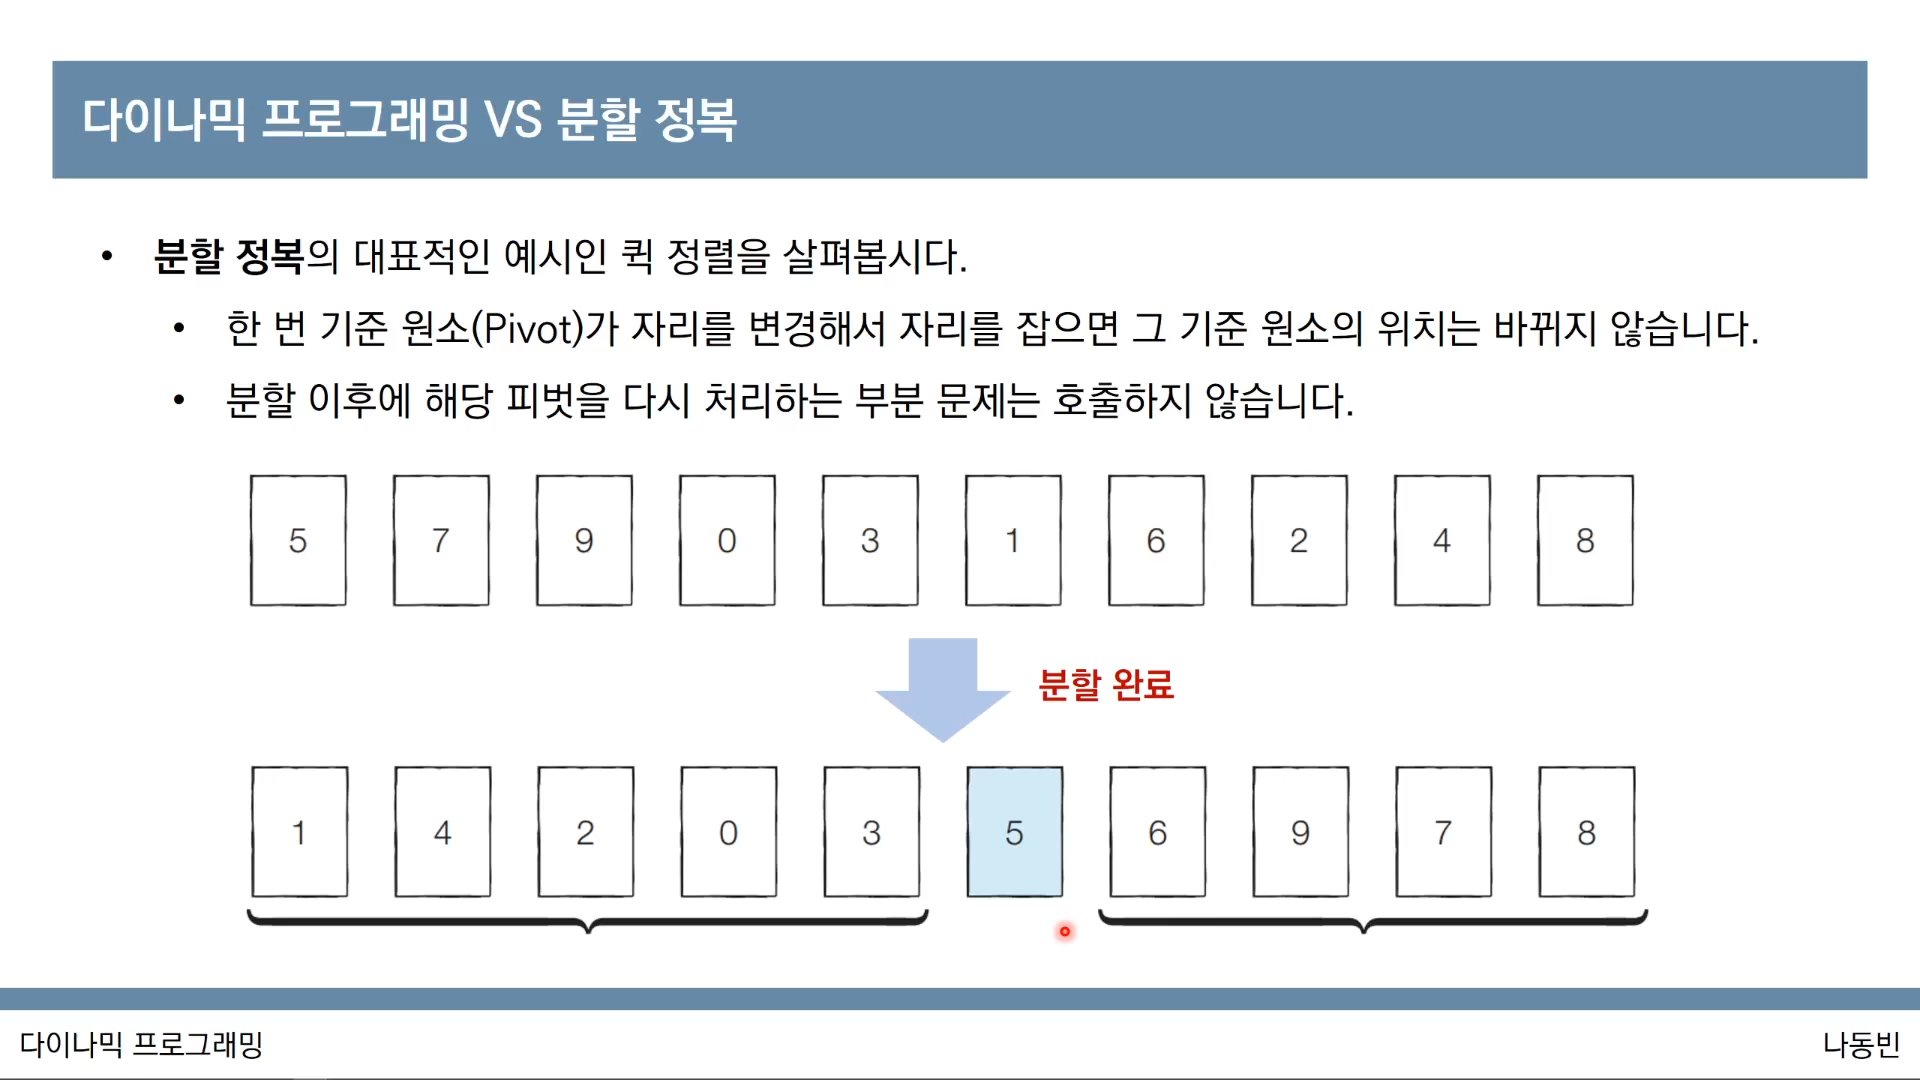 다이나믹 프로그래밍 VS 분할 정복
• 분할 정복의 대표적인 예시인 퀵 정렬을 살펴봅시다.
• 한 번 기준 원소(Pivot)가 자리를 변경해서 자리를 잡으면 그 기준 원소의 위치는 바뀌지 않습니다.
• 분할 이후에 해당 피벗을 다시 처리하는 부분 문제는 호출하지 않습니다.
5 7 9 0 3 1 6 2 4 8
분할 완료
1 4 2 0 3 5 6 9 7 8
다이나믹 프로그래밍 나동빈